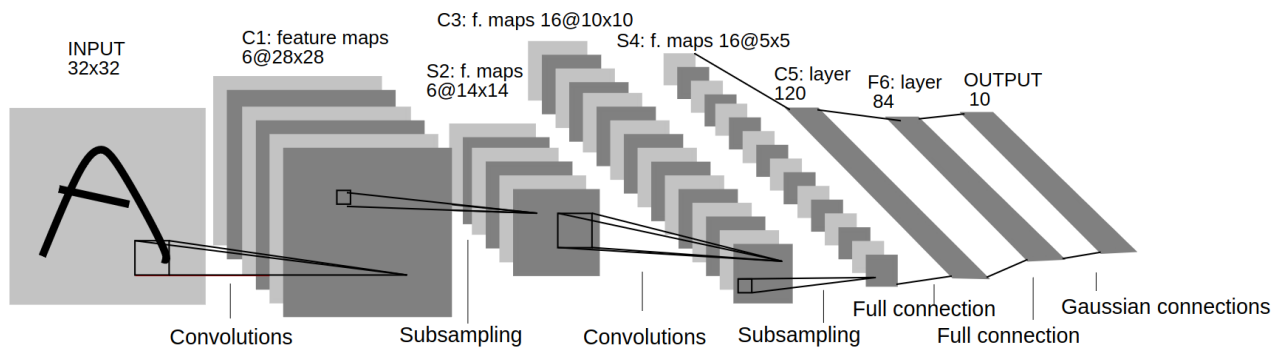 INPUT
32x32
C1: feature maps
6@28x28
S2: f. maps
6@14x14
C3: f. maps 16@10x10
S4: f. maps 16@5x5
C5: layer
120
F6: layer
84
OUTPUT
10
Convolutions
Subsampling
Convolutions
Subsampling
Full connection
Full connection
Gaussian connections